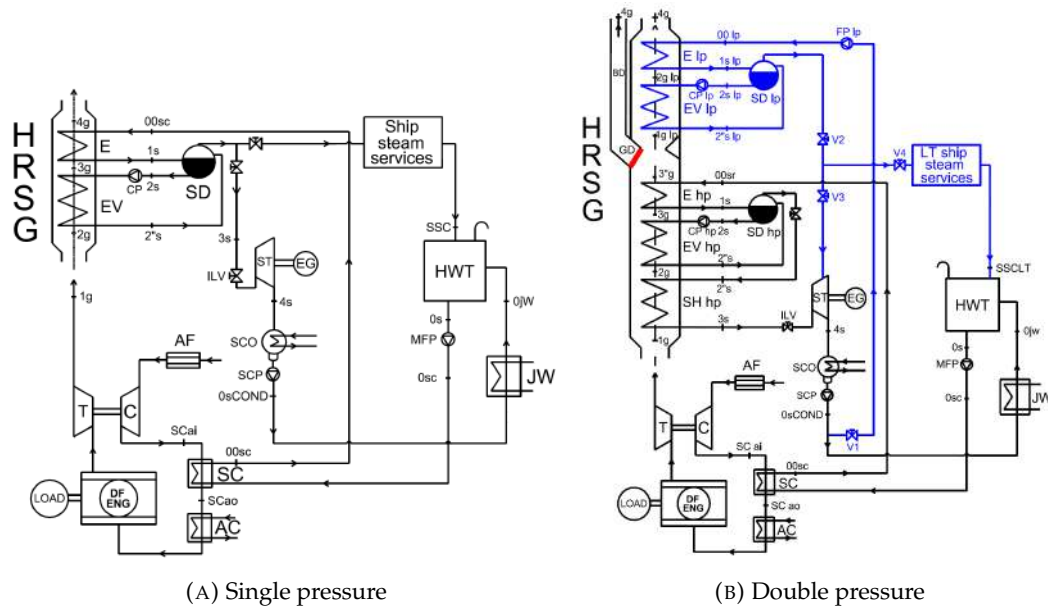 HRSG
4g
00sc
E
1s
3g
2s
CP
SD
EV
2g
2"s
1g
3s
ILV
ST
EG
4s
SCO
SCP
0sCOND
Ship
steam
services
SSC
HWT
0jW
0s
MFP
0sc
JW
AF
T
C
SCai
00sc
SC
SCao
AC
LOAD
DF
ENG
(A) Single pressure
HRSG
4g
4g
BD
GD
00 lp
FP lp
E lp
1s lp
2g lp
CP lp
2s lp
SD lp
EV lp
2"s lp
4g lp
V2
V4
LT ship
steam
services
V3
3"g
00sr
E hp
1s
3g
CP hp
2s
SD hp
EV hp
2"s
2g
2"s
SH hp
3s
ILV
1g
ST
EG
4s
SCO
SCP
0sCOND
V1
SSCLT
HWT
0jw
0s
MFP
0sc
JW
AF
T
C
SC ai
00sc
SC
SC ao
AC
LOAD
DF
ENG
(B) Double pressure